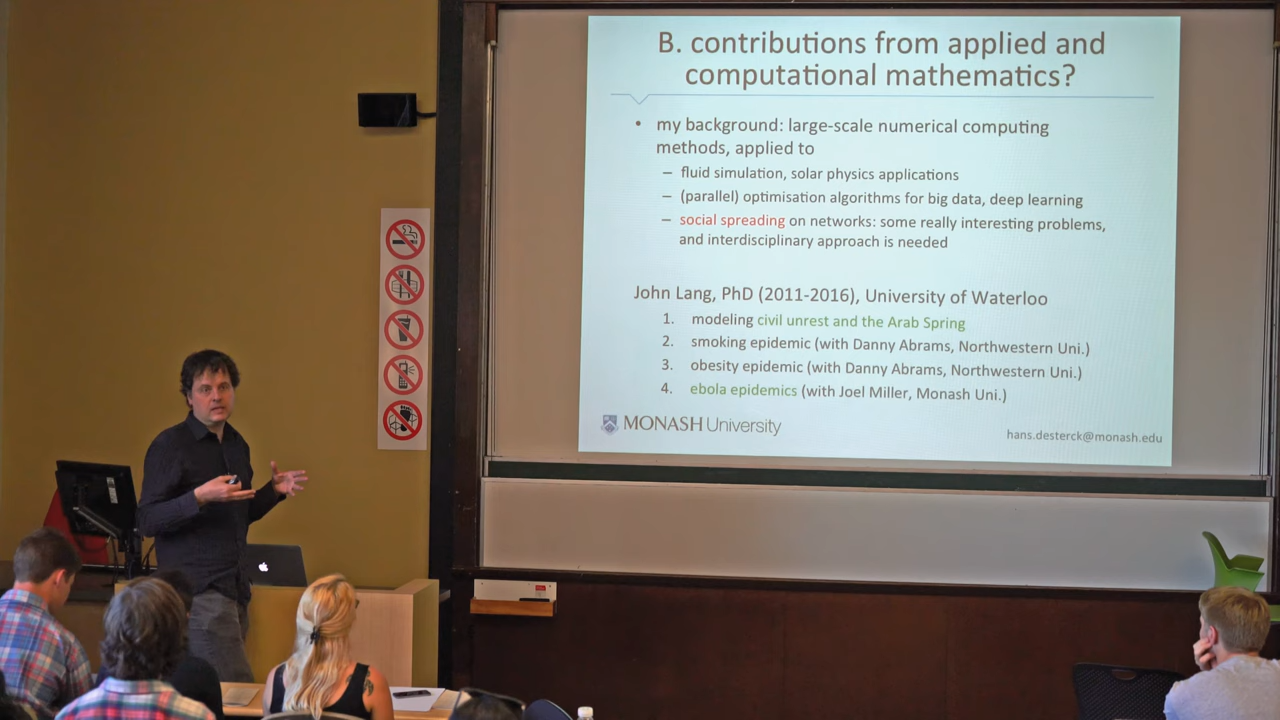 B. contributions from applied and
computational mathematics?
• my background: large-scale numerical computing
methods, applied to
– fluid simulation, solar physics applications
– (parallel) optimisation algorithms for big data, deep learning
– social spreading on networks: some really interesting problems,
and interdisciplinary approach is needed
John Lang, PhD (2011-2016), University of Waterloo
1. modeling civil unrest and the Arab Spring
2. smoking epidemic (with Danny Abrams, Northwestern Uni.)
3. obesity epidemic (with Danny Abrams, Northwestern Uni.)
4. ebola epidemics (with Joel Miller, Monash Uni.)
MONASH University
hans.desterck@monash.edu